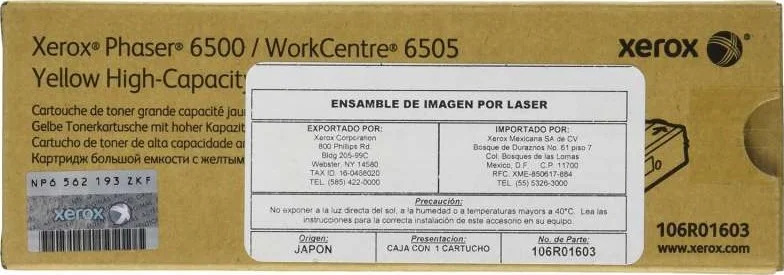 Xerox® Phaser® 6500 / WorkCentre® 6505
xerox
Yellow High-Capacity
Cartouche de toner grande capacité jau
Gelbe Tonerkartusche mit hoher Kapazit
Cartucho de toner de alta capacidade a
Картридж большой емкости с желтым
NP6 562 193 ZKF
xerox
ENSAMBLE DE IMAGEN POR LASER
EXPORTADO POR:
Xerox Corporation
800 Phillips Rd.
Bldg 205-99C
Webster, NY 14580
TAX ID. 16-0468020
TEL. (585) 422-0000
IMPORTADO POR:
Xerox Mexicana SA de CV
Bosque de Duraznos No. 61 piso 7
Col. Bosques de las Lomas
Mexico, D.F. C.P. 11700
RFC. XME-850617-884
TEL. (55) 5326-3000
Precaución:
No exponer a la luz directa del sol, a la humedad o a temperaturas mayors a 40°C. Lea las
instrucciones para la correcta instalación de este accesorio en su equipo.
Origen:
JAPON
Presentacion:
CAJA CON 1 CARTUCHO
No. de Parte:
106R01603
106R01603
www.xerox.com